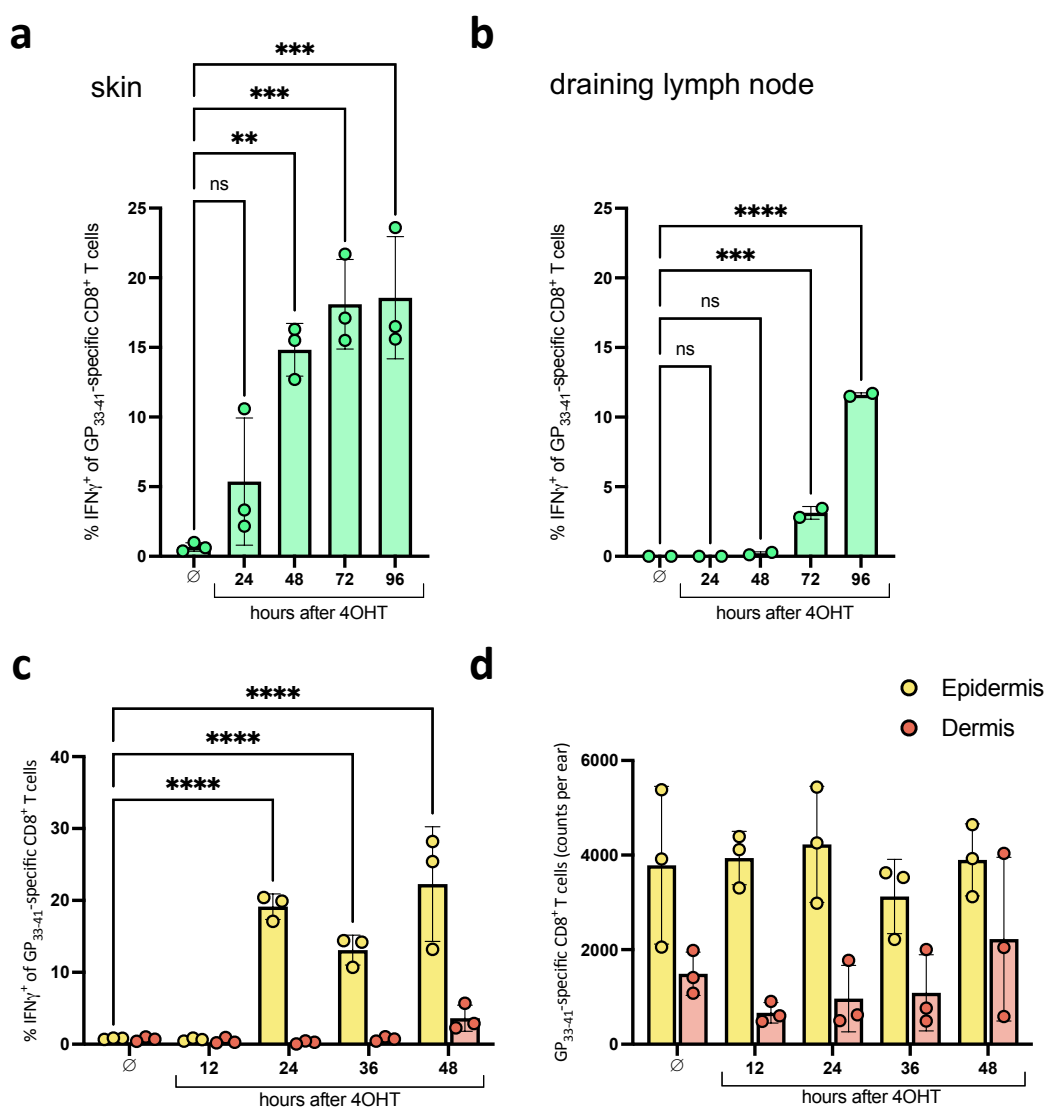 a
skin
***
***
**
ns
25
20
15
10
5
0
% IFNγ⁺ of GP₃₃₋₄₁-specific CD8⁺ T cells
∅ 24 48 72 96
hours after 4OHT
b
draining lymph node
****
***
ns
ns
25
20
15
10
5
0
% IFNγ⁺ of GP₃₃₋₄₁-specific CD8⁺ T cells
∅ 24 48 72 96
hours after 4OHT
c
****
****
****
40
30
20
10
0
% IFNγ⁺ of GP₃₃₋₄₁-specific CD8⁺ T cells
∅ 12 24 36 48
hours after 4OHT
d
Epidermis
Dermis
6000
4000
2000
0
GP₃₃₋₄₁-specific CD8⁺ T cells (counts per ear)
∅ 12 24 36 48
hours after 4OHT